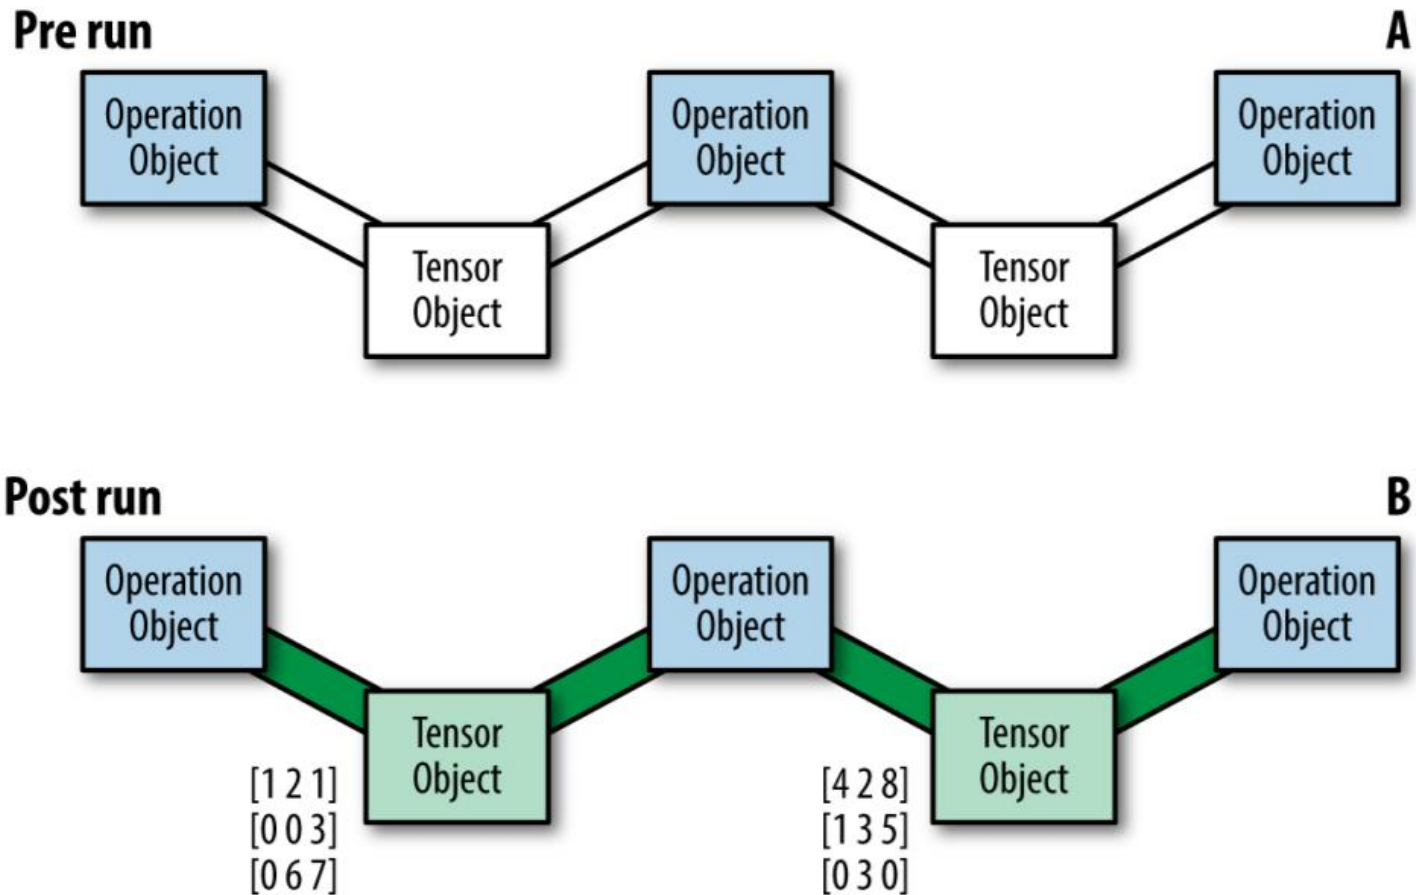 Pre run
A
Operation
Object
Operation
Object
Operation
Object
Tensor
Object
Tensor
Object
Post run
B
Operation
Object
Operation
Object
Operation
Object
Tensor
Object
Tensor
Object
[1 2 1]
[0 0 3]
[0 6 7]
[4 2 8]
[1 3 5]
[0 3 0]